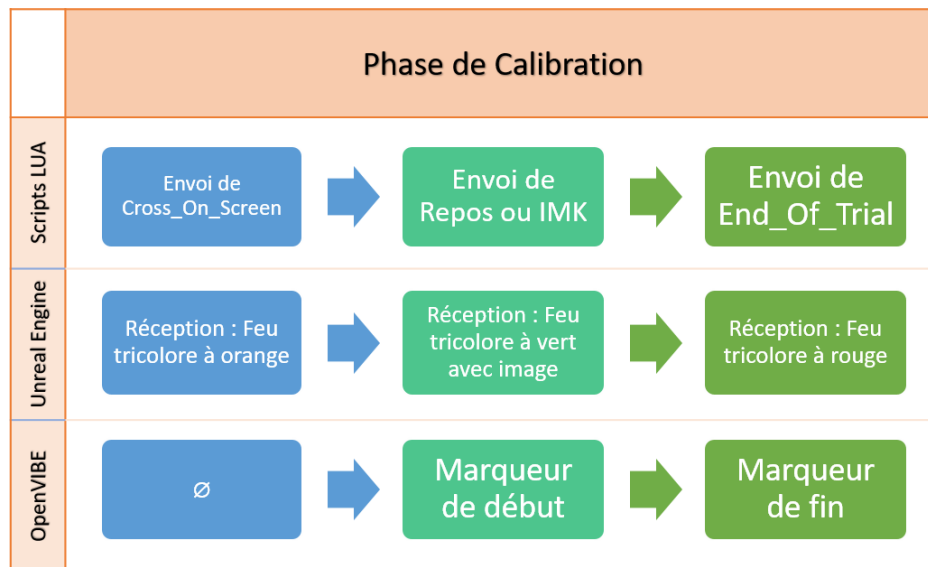 Phase de Calibration
Scripts LUA
Envoi de
Cross_On_Screen
Envoi de
Repos ou IMK
Envoi de
End_Of_Trial
Unreal Engine
Réception : Feu
tricolore à orange
Réception : Feu
tricolore à vert
avec image
Réception : Feu
tricolore à rouge
OpenVIBE
∅
Marqueur
de début
Marqueur
de fin